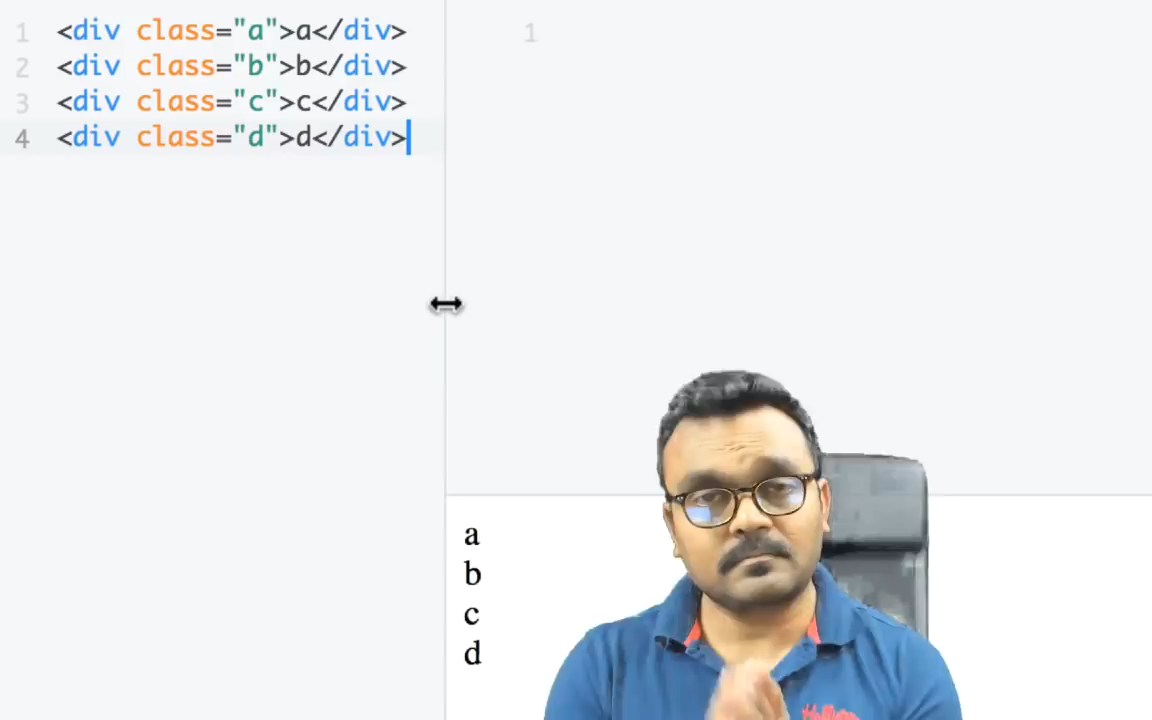 1 <div class="a">a</div>
2 <div class="b">b</div>
3 <div class="c">c</div>
4 <div class="d">d</div>
1
a
b
c
d